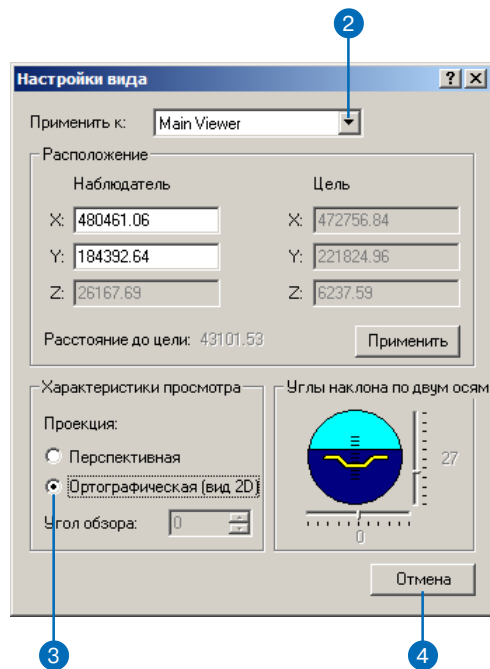 2
Настройки вида
Применить к: Main Viewer
Расположение
Наблюдатель Цель
X: 480461.06 X: 472756.84
Y: 184392.64 Y: 221824.96
Z: 26167.69 Z: 6237.59
Расстояние до цели: 43101.53 Применить
Характеристики просмотра Углы наклона по двум осям
Проекция:
Перспективная
Ортографическая (вид 2D)
27
Угол обзора: 0
0
Отмена
3 4